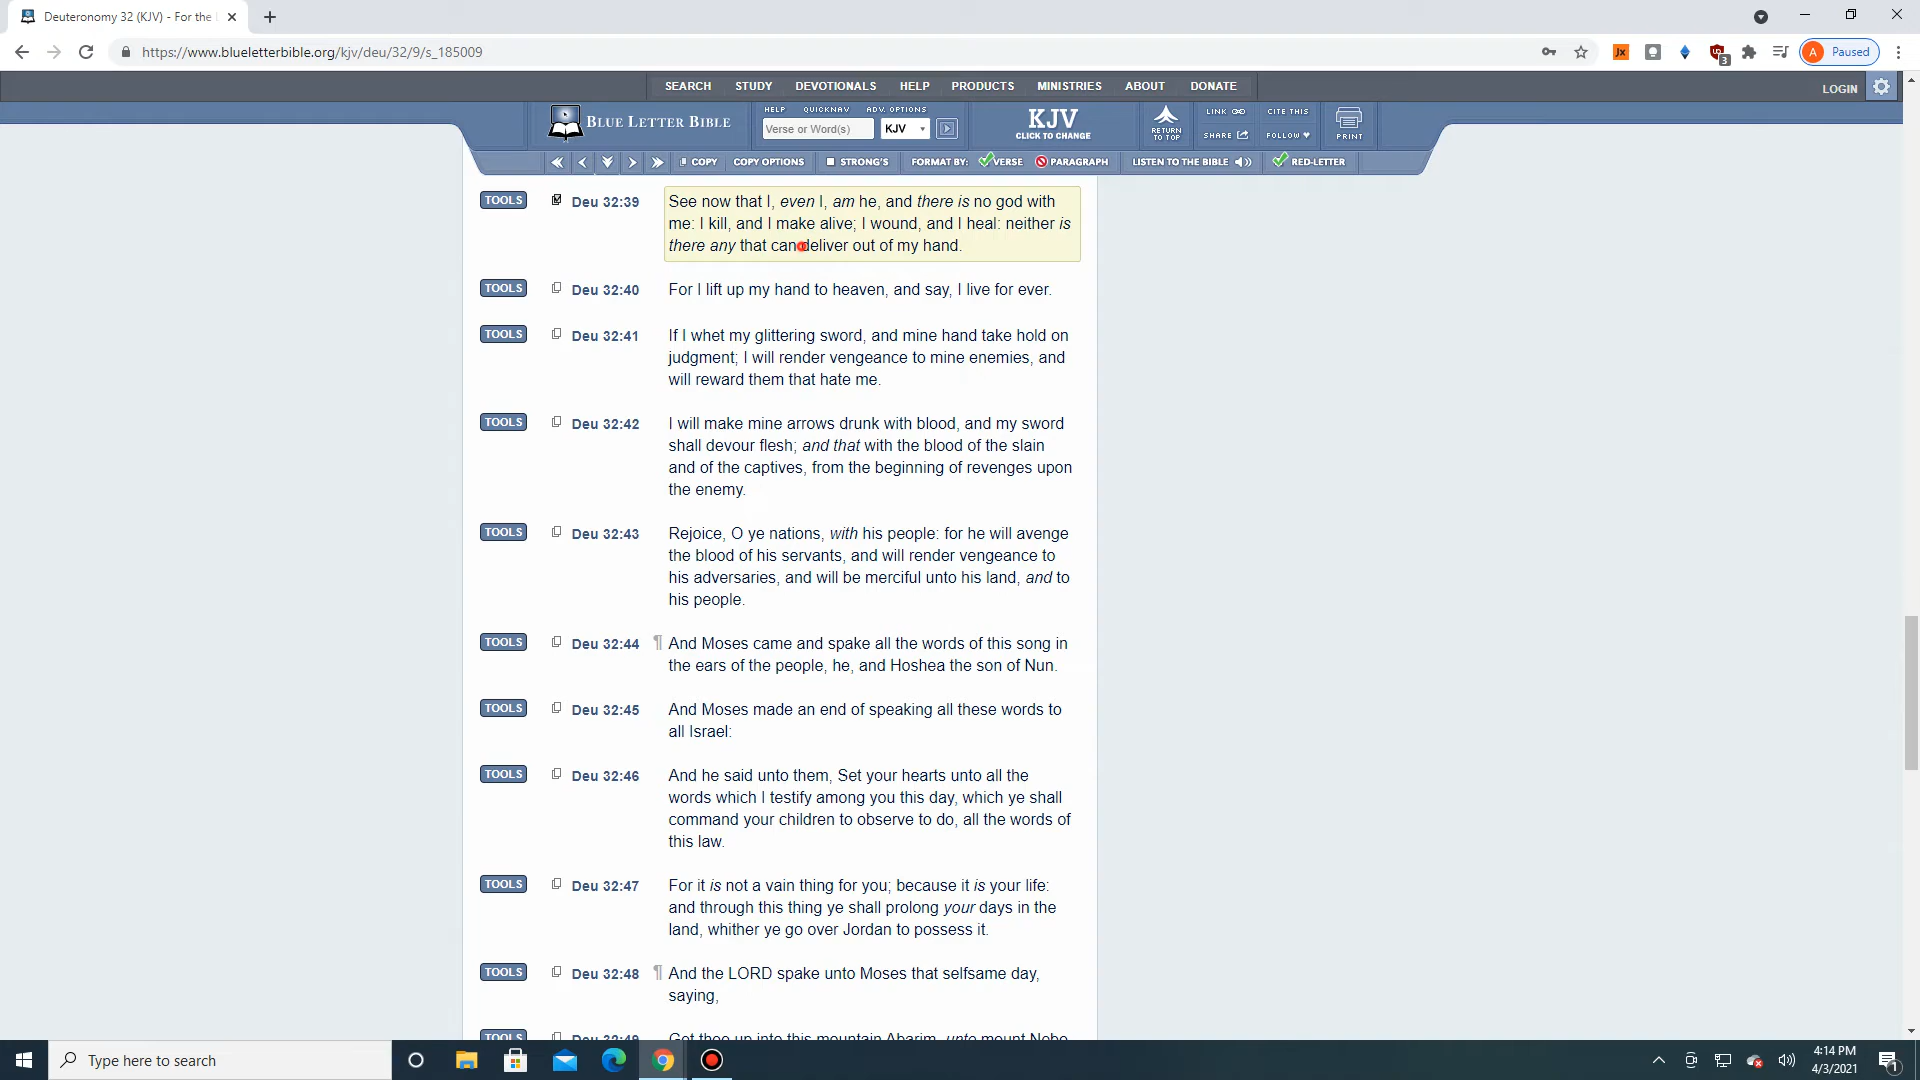 Deuteronomy 32 (KJV) - For the
https://www.blueletterbible.org/kjv/deu/32/9/s_185009
Jx
3
A Paused
SEARCH STUDY DEVOTIONALS HELP PRODUCTS MINISTRIES ABOUT DONATE
LOGIN
BLUE LETTER BIBLE
HELP QUICKNAV ADV. OPTIONS
Verse or Word(s) KJV
KJV
CLICK TO CHANGE
RETURN
TO TOP
LINK CITE THIS
SHARE FOLLOW
PRINT
COPY COPY OPTIONS STRONG'S FORMAT BY: VERSE PARAGRAPH LISTEN TO THE BIBLE RED-LETTER
TOOLS Deu 32:39 See now that I, even I, am he, and there is no god with
me: I kill, and I make alive; I wound, and I heal: neither is
there any that can deliver out of my hand.
TOOLS Deu 32:40 For I lift up my hand to heaven, and say, I live for ever.
TOOLS Deu 32:41 If I whet my glittering sword, and mine hand take hold on
judgment; I will render vengeance to mine enemies, and
will reward them that hate me.
TOOLS Deu 32:42 I will make mine arrows drunk with blood, and my sword
shall devour flesh; and that with the blood of the slain
and of the captives, from the beginning of revenges upon
the enemy.
TOOLS Deu 32:43 Rejoice, O ye nations, with his people: for he will avenge
the blood of his servants, and will render vengeance to
his adversaries, and will be merciful unto his land, and to
his people.
TOOLS Deu 32:44 ¶ And Moses came and spake all the words of this song in
the ears of the people, he, and Hoshea the son of Nun.
TOOLS Deu 32:45 And Moses made an end of speaking all these words to
all Israel:
TOOLS Deu 32:46 And he said unto them, Set your hearts unto all the
words which I testify among you this day, which ye shall
command your children to observe to do, all the words of
this law.
TOOLS Deu 32:47 For it is not a vain thing for you; because it is your life:
and through this thing ye shall prolong your days in the
land, whither ye go over Jordan to possess it.
TOOLS Deu 32:48 ¶ And the LORD spake unto Moses that selfsame day,
saying,
TOOLS Deu 32:49 Get thee up into this mountain Abarim, unto mount Nebo
Type here to search
4:14 PM
4/3/2021
1